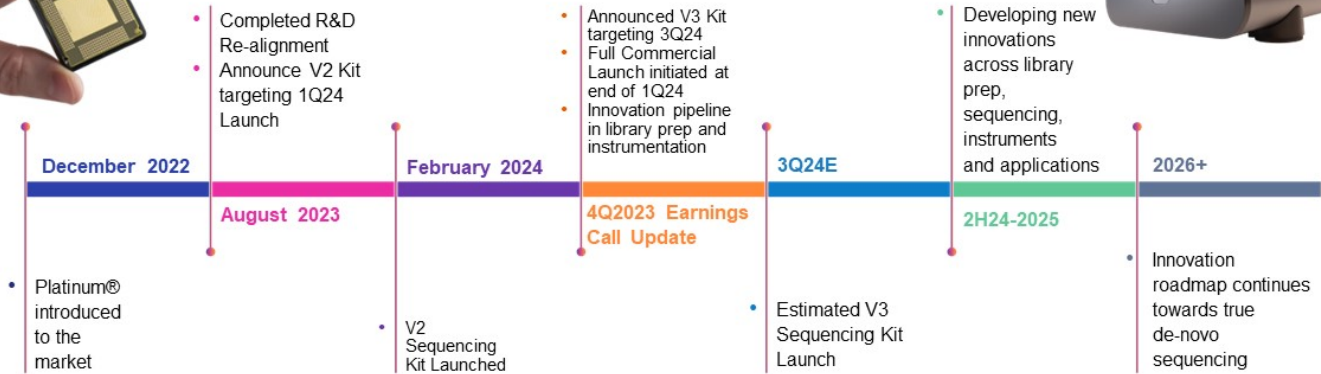 Completed R&D
Re-alignment
Announce V2 Kit
targeting 1Q24
Launch
Announced V3 Kit
targeting 3Q24
Full Commercial
Launch initiated at
end of 1Q24
Innovation pipeline
in library prep and
instrumentation
Developing new
innovations
across library
prep,
sequencing,
instruments
and applications
December 2022
August 2023
February 2024
4Q2023 Earnings
Call Update
3Q24E
2H24-2025
2026+
Platinum®
introduced
to the
market
V2
Sequencing
Kit Launched
Estimated V3
Sequencing Kit
Launch
Innovation
roadmap continues
towards true
de-novo
sequencing